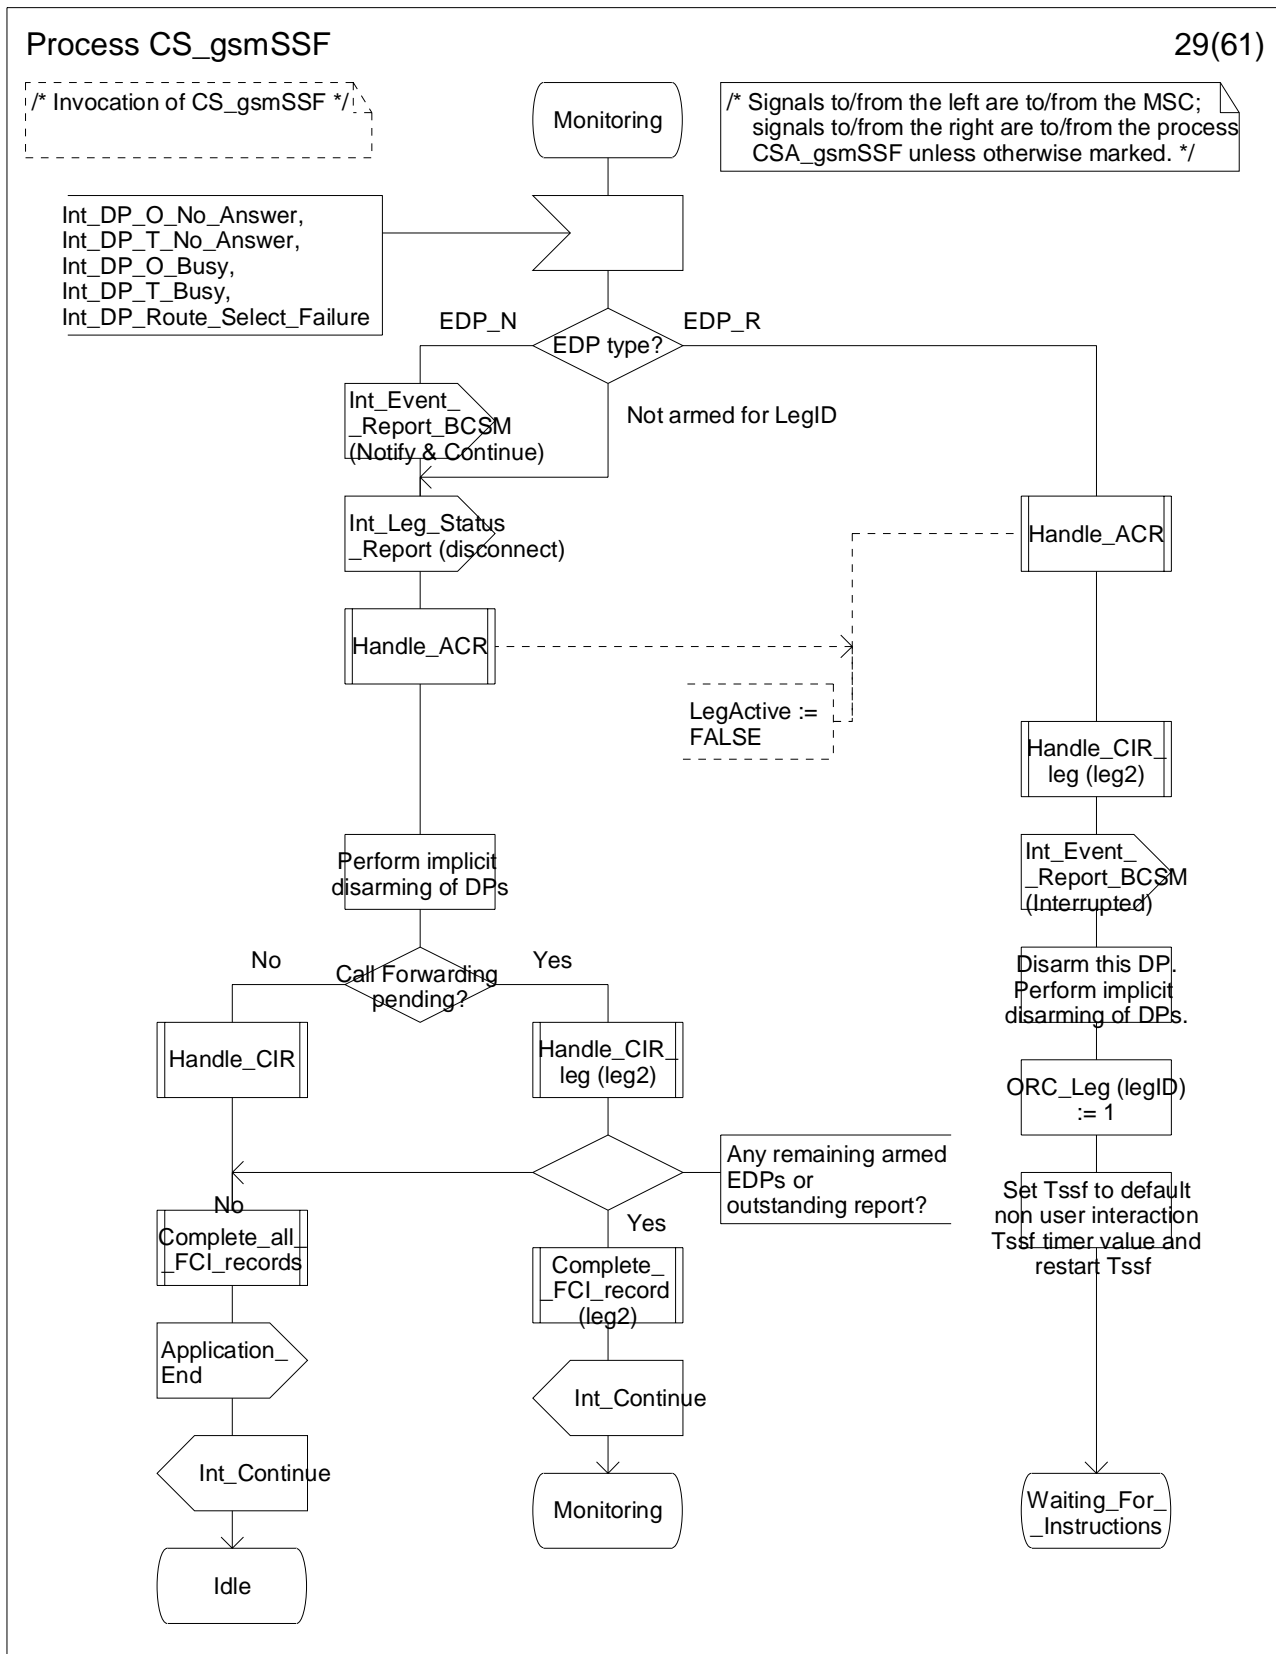 Process CS_gsmSSF
29(61)
/* Invocation of CS_gsmSSF */
Monitoring
/* Signals to/from the left are to/from the MSC;
signals to/from the right are to/from the process
CSA_gsmSSF unless otherwise marked. */
Int_DP_O_No_Answer,
Int_DP_T_No_Answer,
Int_DP_O_Busy,
Int_DP_T_Busy,
Int_DP_Route_Select_Failure
EDP_N
EDP_R
EDP type?
Int_Event_
_Report_BCSM
(Notify & Continue)
Not armed for LegID
Int_Leg_Status
_Report (disconnect)
Handle_ACR
Handle_ACR
LegActive :=
FALSE
Handle_CIR_
leg (leg2)
Perform implicit
disarming of DPs
Int_Event_
_Report_BCSM
(Interrupted)
No
Call Forwarding
pending?
Yes
Disarm this DP.
Perform implicit
disarming of DPs.
Handle_CIR
Handle_CIR_
leg (leg2)
ORC_Leg (legID)
:= 1
Any remaining armed
EDPs or
outstanding report?
No
Yes
Set Tssf to default
non user interaction
Tssf timer value and
restart Tssf
Complete_all_
_FCI_records
Complete_
_FCI_record
(leg2)
Application_
End
Int_Continue
Int_Continue
Monitoring
Waiting_For_
_Instructions
Idle